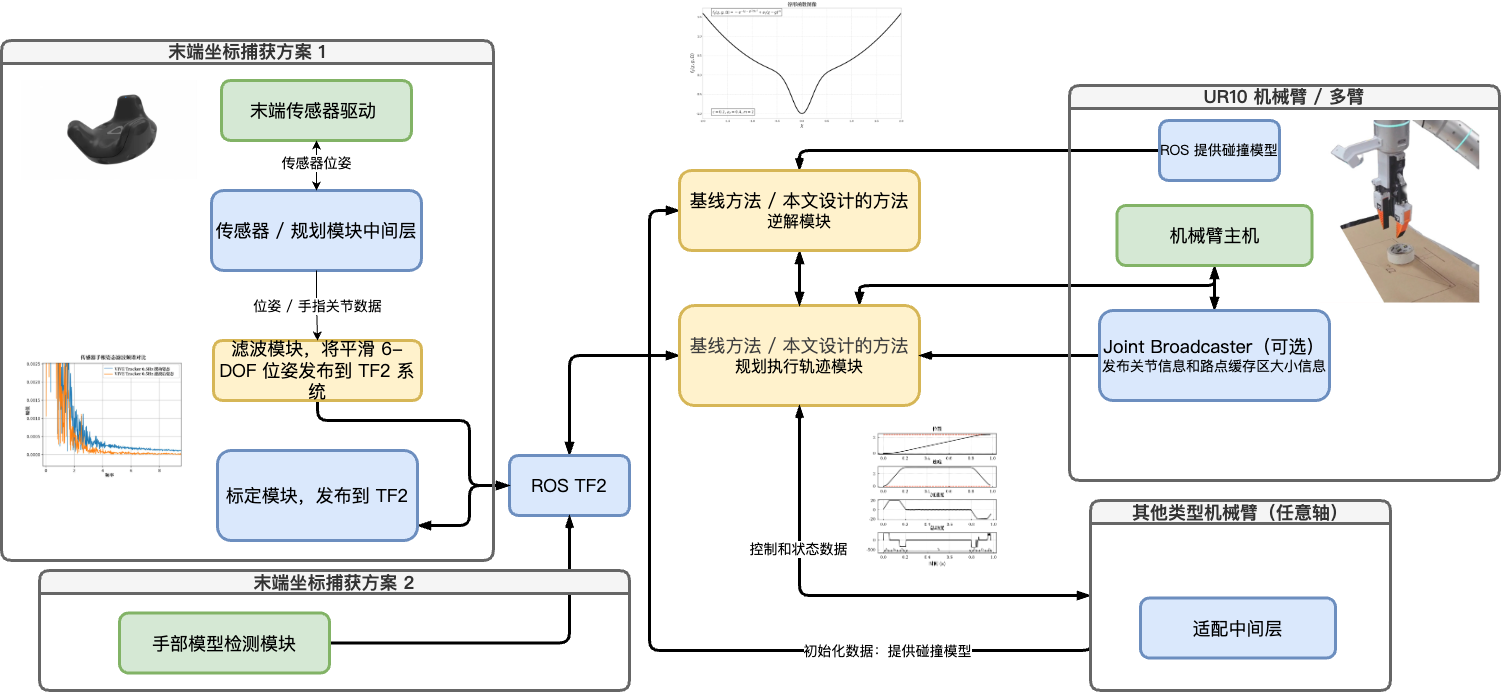 末端坐标捕获方案 1
末端传感器驱动
传感器位姿
传感器 / 规划模块中间层
位姿 / 手指关节数据
滤波模块，将平滑 6-
DOF 位姿发布到 TF2 系
统
标定模块，发布到 TF2
末端坐标捕获方案 2
手部模型检测模块
ROS TF2
基线方法 / 本文设计的方法
逆解模块
基线方法 / 本文设计的方法
规划执行轨迹模块
控制和状态数据
初始化数据：提供碰撞模型
UR10 机械臂 / 多臂
ROS 提供碰撞模型
机械臂主机
Joint Broadcaster（可选）
发布关节信息和路点缓存区大小信息
其他类型机械臂（任意轴）
适配中间层